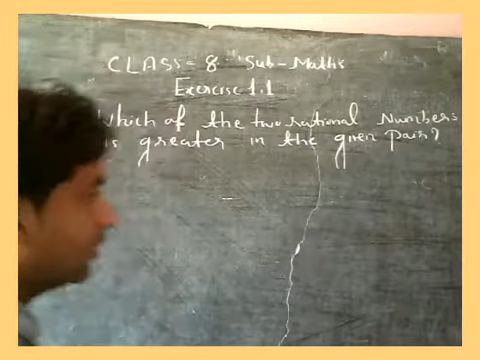 CLASS = 8 Sub - Maths
Exercise 1.1
Which of the two rational Numbers
is greater in the given pair?